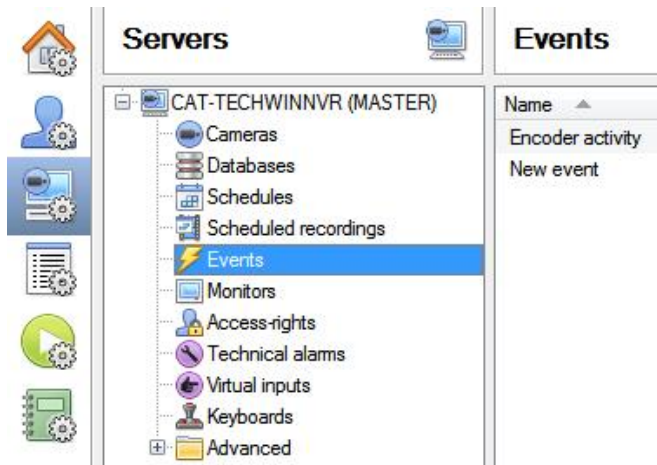 Servers
Events
CAT-TECHWINNVR (MASTER)
Cameras
Databases
Schedules
Scheduled recordings
Events
Monitors
Access-rights
Technical alarms
Virtual inputs
Keyboards
Advanced
Name
Encoder activity
New event